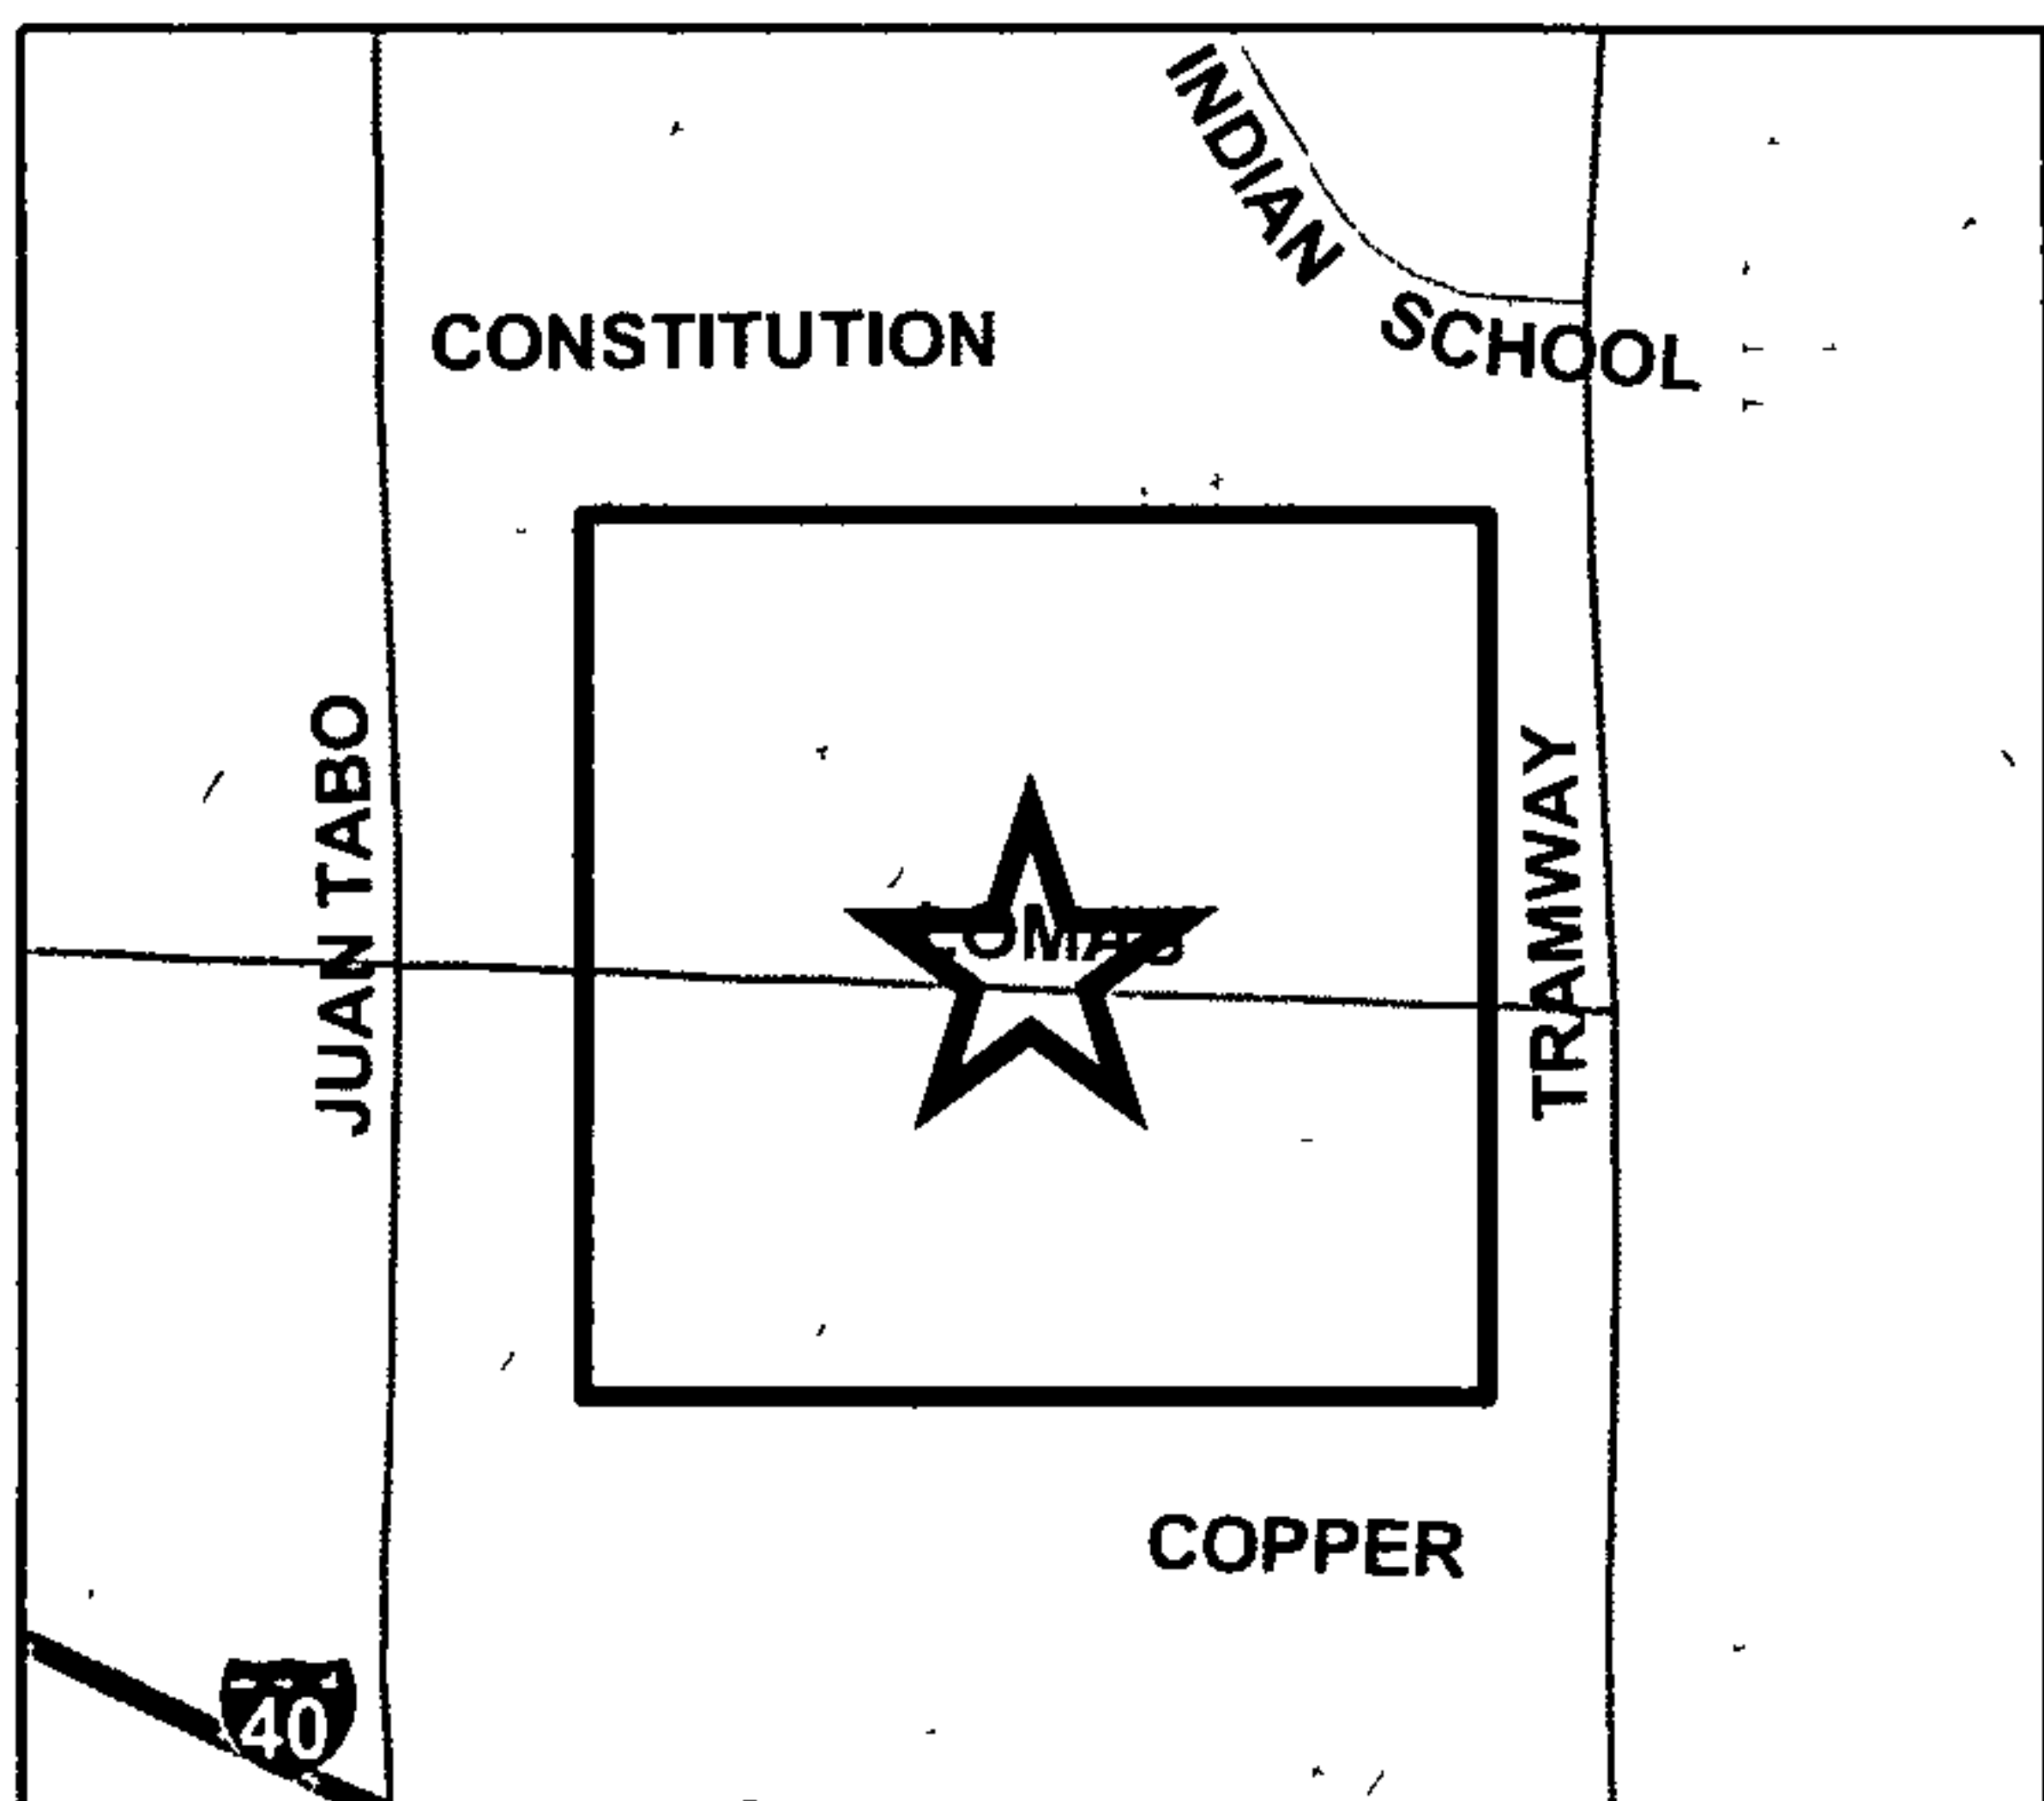 INDIAN
SCHOOL
CONSTITUTION
JUAN TABO
TRAMWAY
COPPER
40